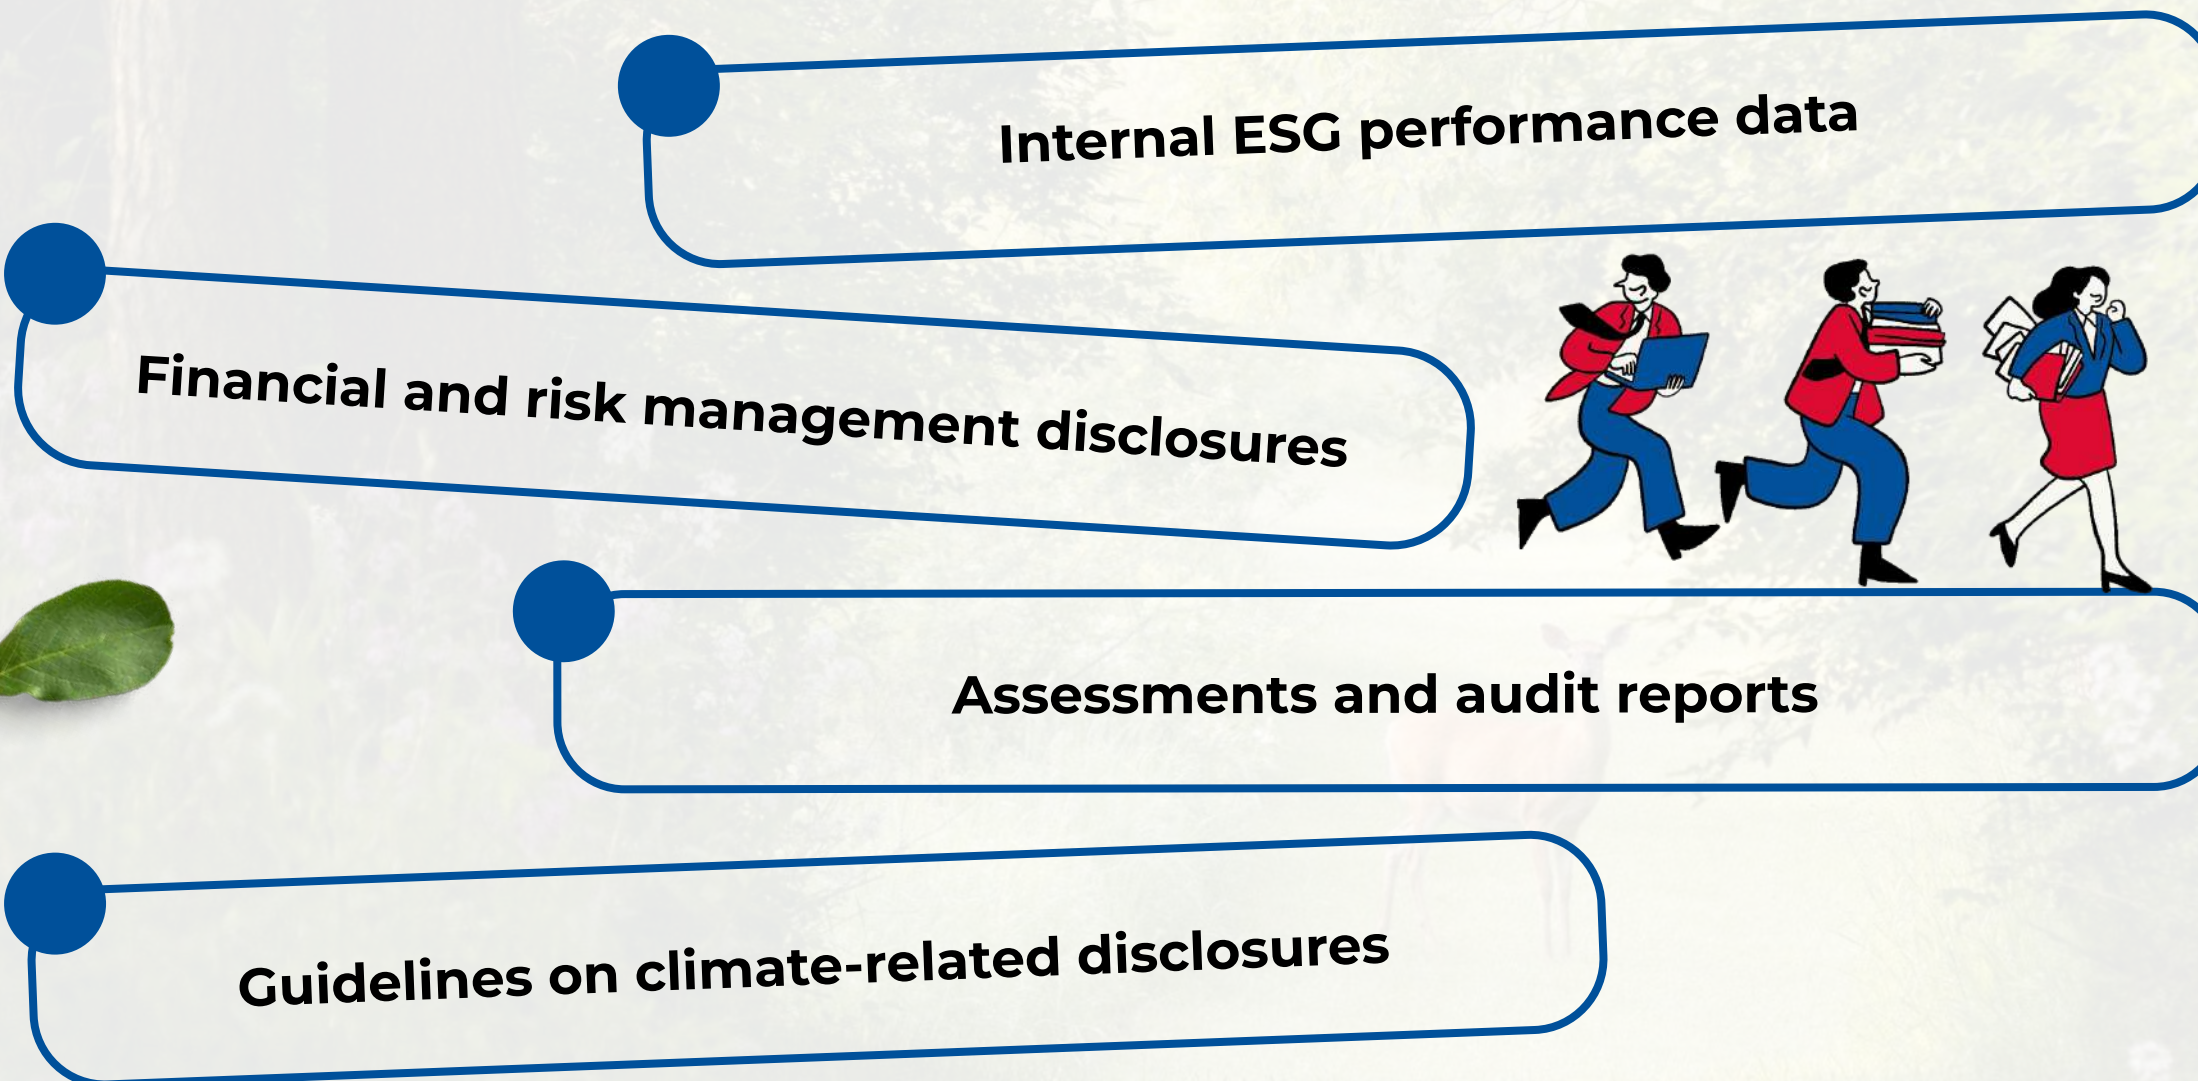 Internal ESG performance data
Financial and risk management disclosures
Assessments and audit reports
Guidelines on climate-related disclosures